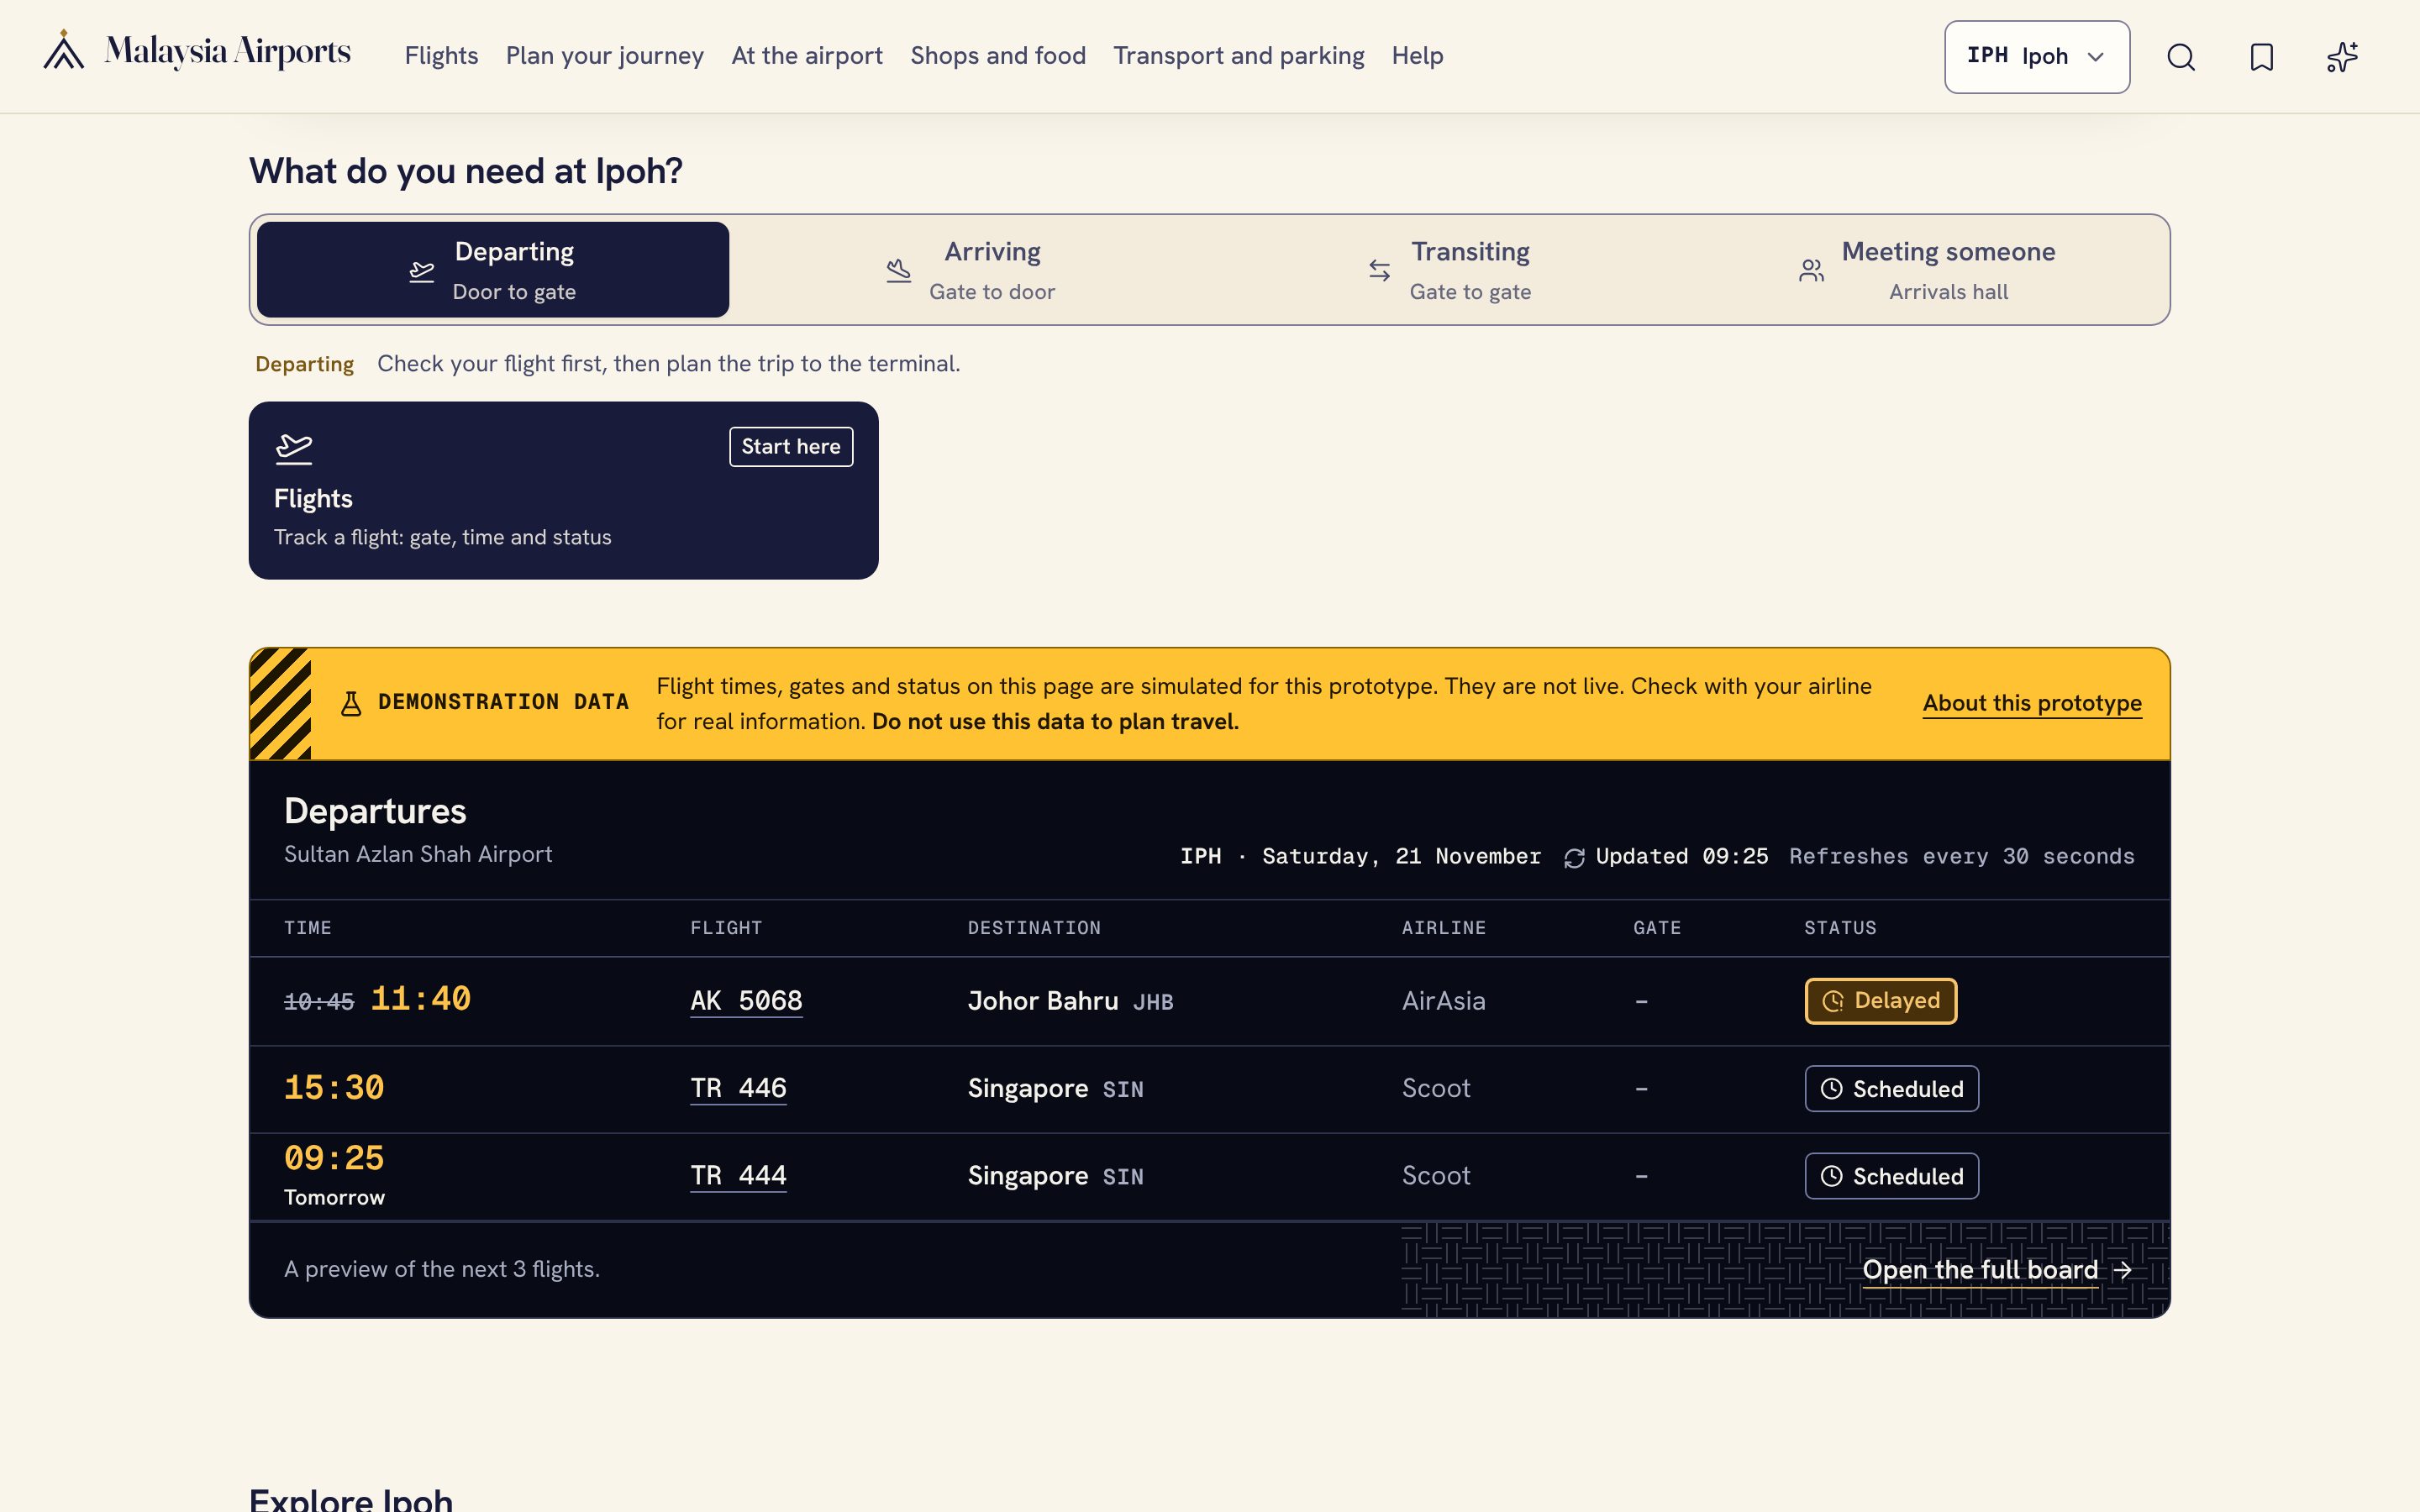 Malaysia Airports
Flights Plan your journey At the airport Shops and food Transport and parking Help
IPH Ipoh
What do you need at Ipoh?
Departing
Door to gate
Arriving
Gate to door
Transiting
Gate to gate
Meeting someone
Arrivals hall
Departing Check your flight first, then plan the trip to the terminal.
Start here
Flights
Track a flight: gate, time and status
DEMONSTRATION DATA
Flight times, gates and status on this page are simulated for this prototype. They are not live. Check with your airline
for real information. Do not use this data to plan travel.
About this prototype
Departures
Sultan Azlan Shah Airport
IPH · Saturday, 21 November Updated 09:25 Refreshes every 30 seconds
TIME FLIGHT DESTINATION AIRLINE GATE STATUS
10:45 11:40 AK 5068 Johor Bahru JHB AirAsia – Delayed
15:30 TR 446 Singapore SIN Scoot – Scheduled
09:25 TR 444 Singapore SIN Scoot – Scheduled
Tomorrow
A preview of the next 3 flights.
Open the full board →
Explore Ipoh